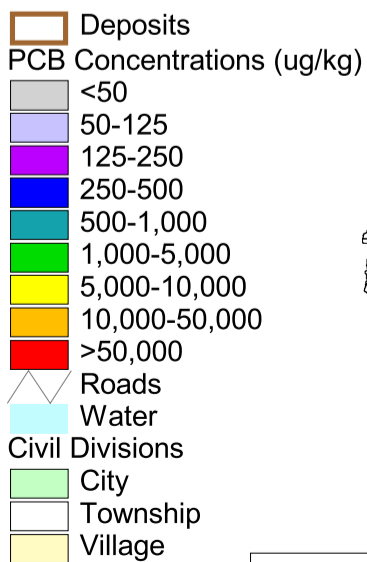 Deposits
PCB Concentrations (ug/kg)
<50
50-125
125-250
250-500
500-1,000
1,000-5,000
5,000-10,000
10,000-50,000
>50,000
Roads
Water
Civil Divisions
City
Township
Village